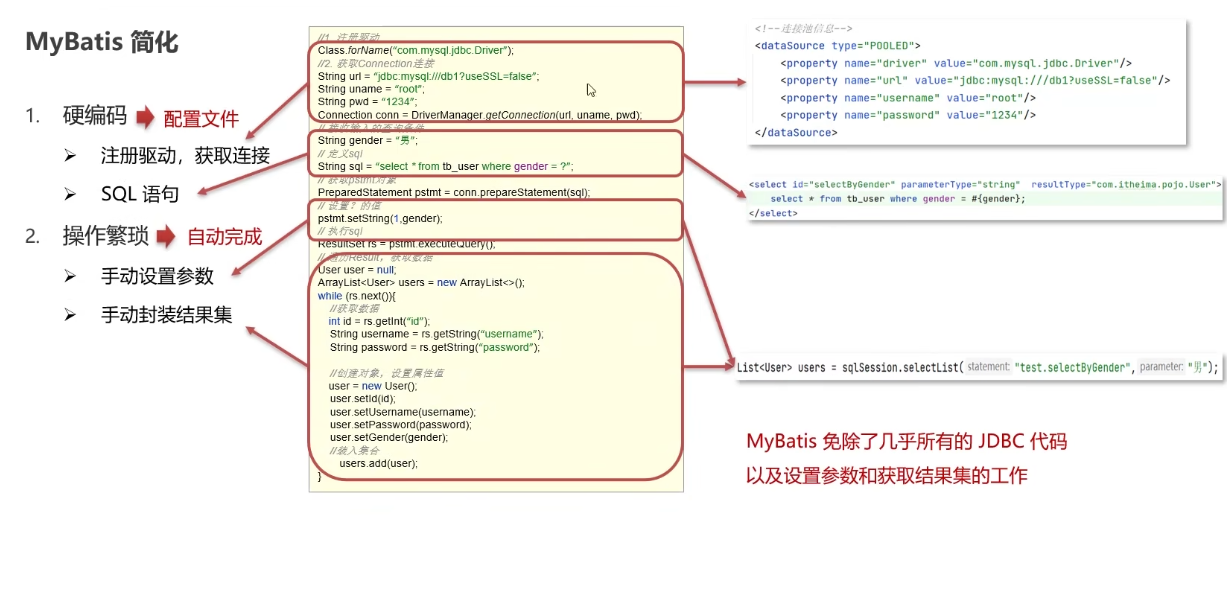 MyBatis 简化
1. 硬编码 配置文件
注册驱动，获取连接
SQL 语句
2. 操作繁琐 自动完成
手动设置参数
手动封装结果集
//1. 注册驱动
Class.forName("com.mysql.jdbc.Driver");
//2. 获取Connection连接
String url = "jdbc:mysql:///db1?useSSL=false";
String uname = "root";
String pwd = "1234";
Connection conn = DriverManager.getConnection(url, uname, pwd);
// 接收输入的查询条件
String gender = "男";
// 定义sql
String sql = "select * from tb_user where gender = ?";
// 获取pstmt对象
PreparedStatement pstmt = conn.prepareStatement(sql);
// 设置？的值
pstmt.setString(1,gender);
// 执行sql
ResultSet rs = pstmt.executeQuery();
// 遍历Result，获取数据
User user = null;
ArrayList<User> users = new ArrayList<>();
while (rs.next()){
//获取数据
int id = rs.getInt("id");
String username = rs.getString("username");
String password = rs.getString("password");
//创建对象，设置属性值
user = new User();
user.setId(id);
user.setUsername(username);
user.setPassword(password);
user.setGender(gender);
//装入集合
users.add(user);
}
<!--连接池信息-->
<dataSource type="POOLED">
<property name="driver" value="com.mysql.jdbc.Driver"/>
<property name="url" value="jdbc:mysql:///db1?useSSL=false"/>
<property name="username" value="root"/>
<property name="password" value="1234"/>
</dataSource>
<select id="selectByGender" parameterType="string" resultType="com.itheima.pojo.User">
select * from tb_user where gender = #{gender};
</select>
List<User> users = sqlSession.selectList( statement: "test.selectByGender", parameter: "男");
MyBatis 免除了几乎所有的 JDBC 代码
以及设置参数和获取结果集的工作